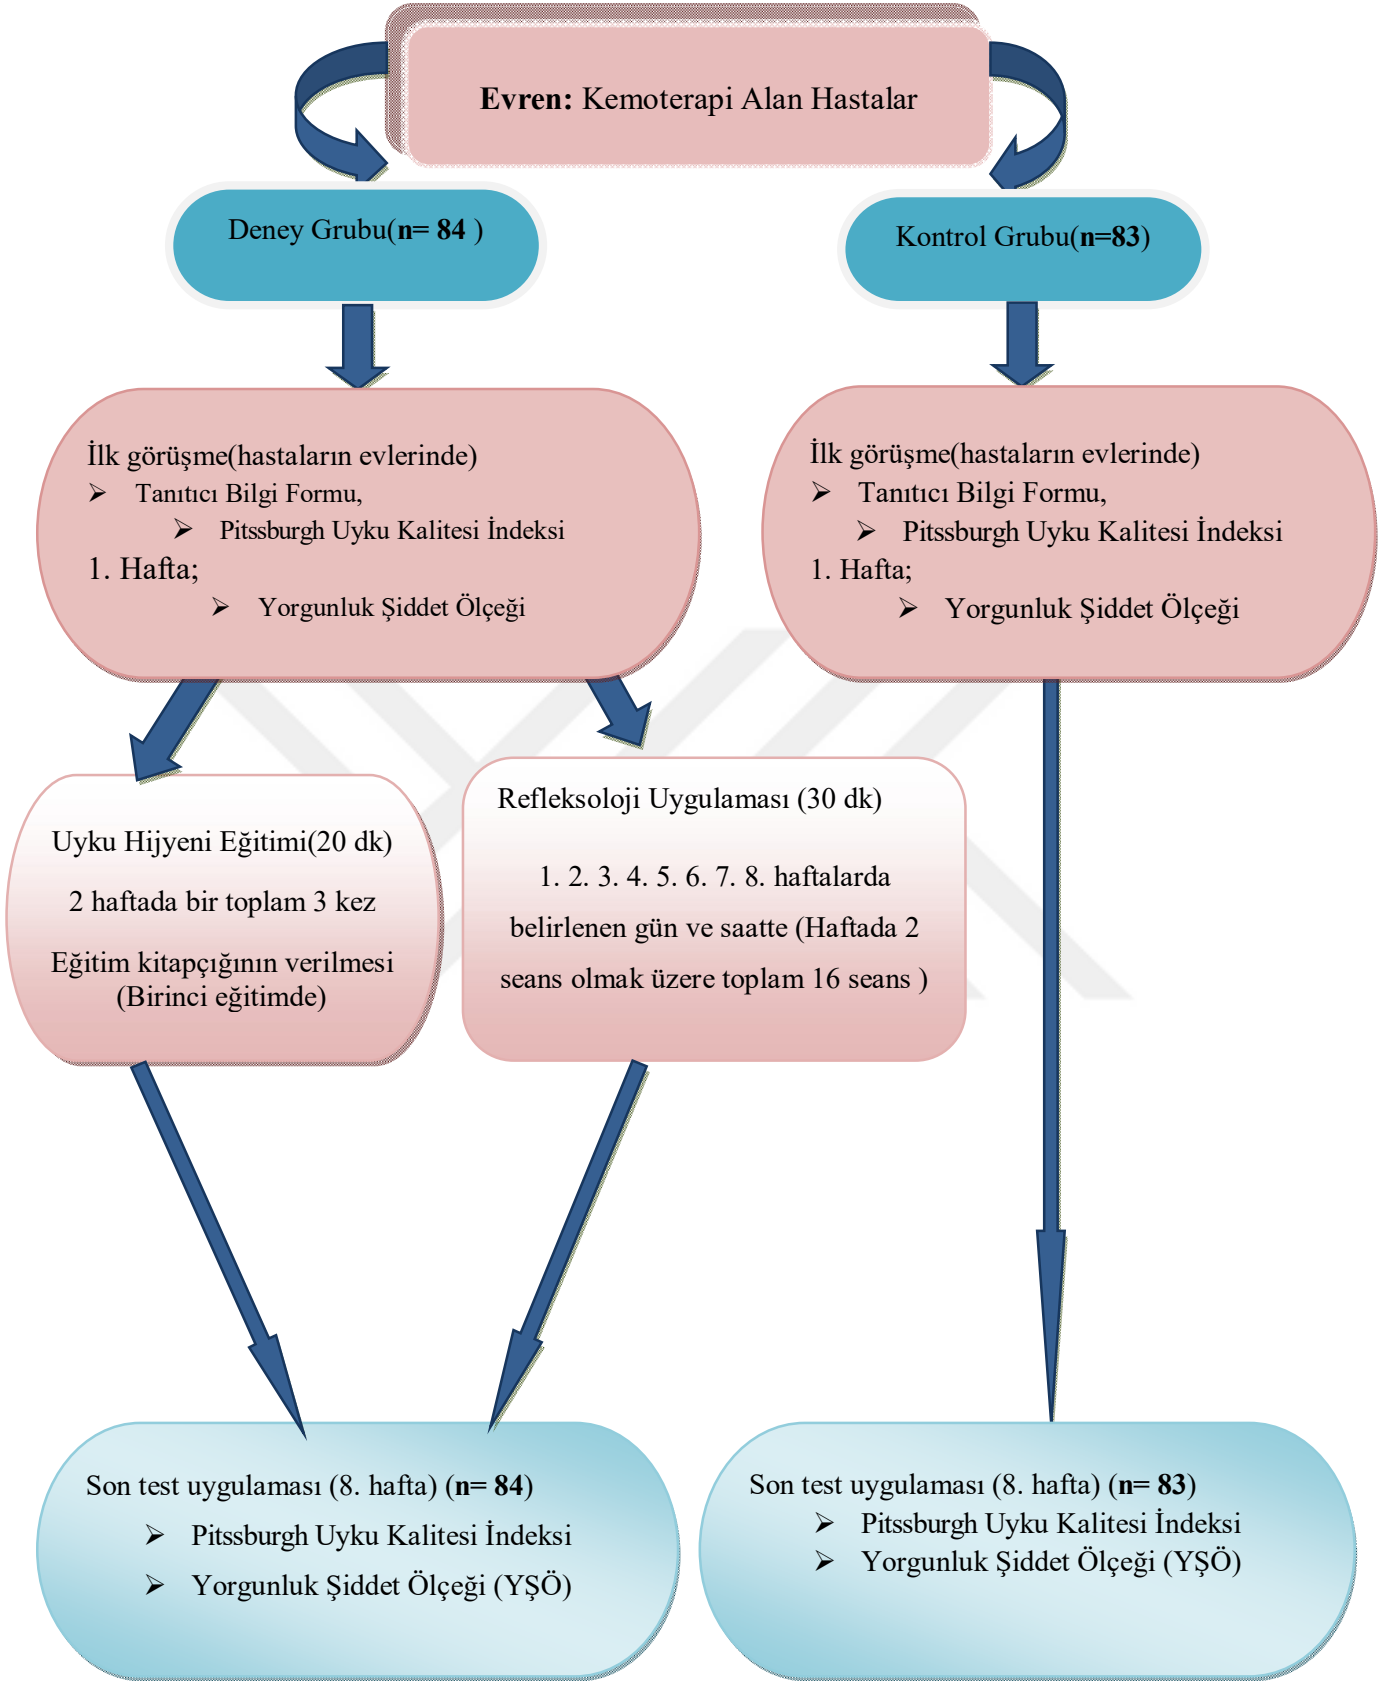 Evren: Kemoterapi Alan Hastalar
Deney Grubu(n= 84 )
Kontrol Grubu(n=83)
İlk görüşme(hastaların evlerinde)
➢ Tanıtıcı Bilgi Formu,
➢ Pitssburgh Uyku Kalitesi İndeksi
1. Hafta;
➢ Yorgunluk Şiddet Ölçeği
İlk görüşme(hastaların evlerinde)
➢ Tanıtıcı Bilgi Formu,
➢ Pitssburgh Uyku Kalitesi İndeksi
1. Hafta;
➢ Yorgunluk Şiddet Ölçeği
Uyku Hijyeni Eğitimi(20 dk)
2 haftada bir toplam 3 kez
Eğitim kitapçığının verilmesi
(Birinci eğitimde)
Refleksoloji Uygulaması (30 dk)
1. 2. 3. 4. 5. 6. 7. 8. haftalarda
belirlenen gün ve saatte (Haftada 2
seans olmak üzere toplam 16 seans )
Son test uygulaması (8. hafta) (n= 84)
➢ Pitssburgh Uyku Kalitesi İndeksi
➢ Yorgunluk Şiddet Ölçeği (YŞÖ)
Son test uygulaması (8. hafta) (n= 83)
➢ Pitssburgh Uyku Kalitesi İndeksi
➢ Yorgunluk Şiddet Ölçeği (YŞÖ)